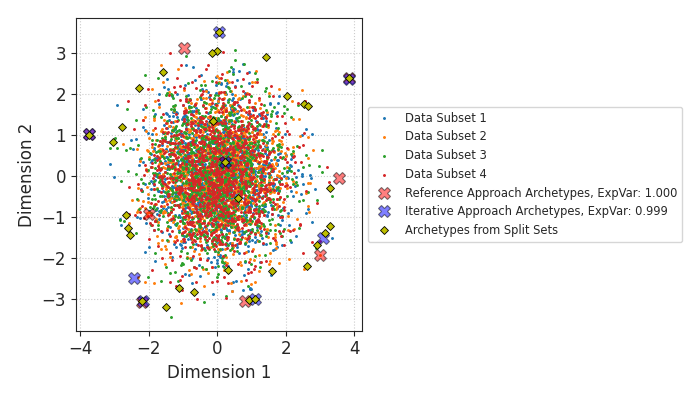 3
2
1
0
−1
−2
−3
Dimension 2
−4
−2
0
2
4
Dimension 1
Data Subset 1
Data Subset 2
Data Subset 3
Data Subset 4
Reference Approach Archetypes, ExpVar: 1.000
Iterative Approach Archetypes, ExpVar: 0.999
Archetypes from Split Sets